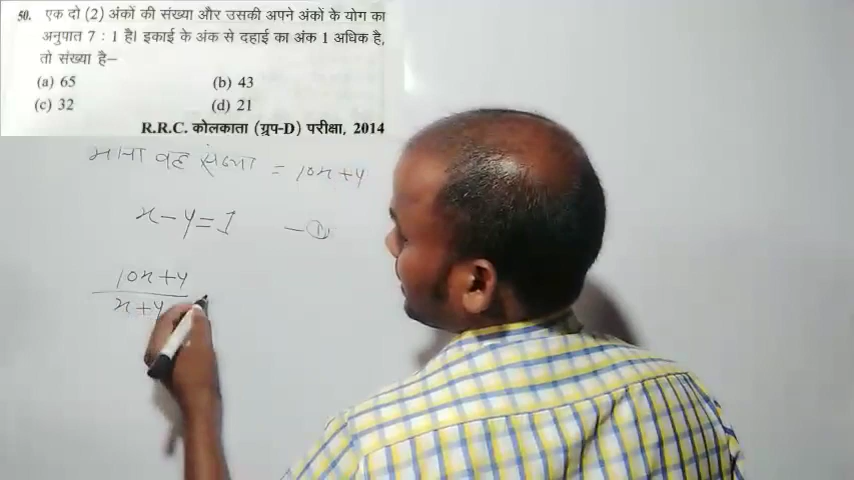 50. एक दो (2) अंकों की संख्या और उसकी अपने अंकों के योग का
अनुपात 7 : 1 है। इकाई के अंक से दहाई का अंक 1 अधिक है,
तो संख्या है–
(a) 65 (b) 43
(c) 32 (d) 21
R.R.C. कोलकाता (ग्रुप-D) परीक्षा, 2014
माना वह संख्या = 10x+y
x-y=1 -①
10x+y
x+y